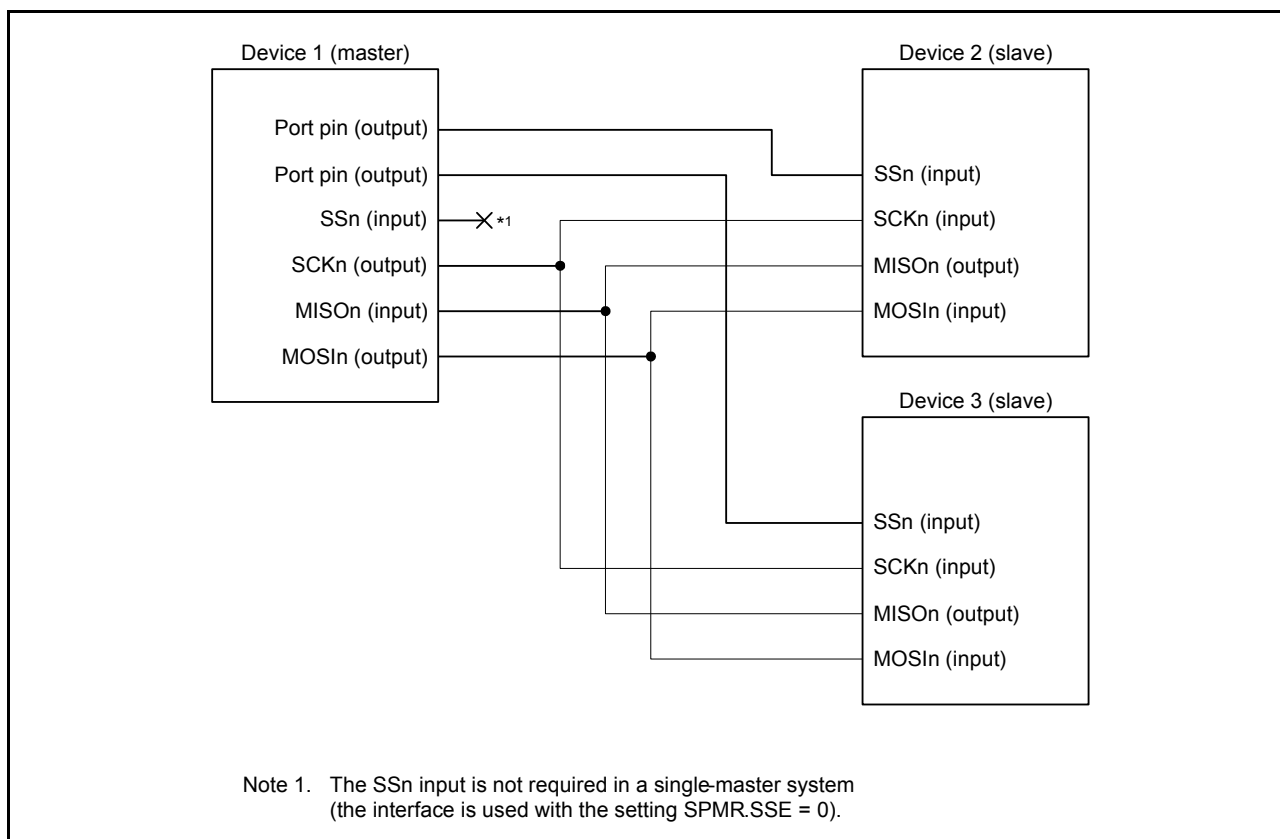 Device 1 (master)
Port pin (output)
Port pin (output)
SSn (input)
*1
SCKn (output)
MISOn (input)
MOSIn (output)
Device 2 (slave)
SSn (input)
SCKn (input)
MISOn (output)
MOSIn (input)
Device 3 (slave)
SSn (input)
SCKn (input)
MISOn (output)
MOSIn (input)
Note 1. The SSn input is not required in a single-master system
(the interface is used with the setting SPMR.SSE = 0).